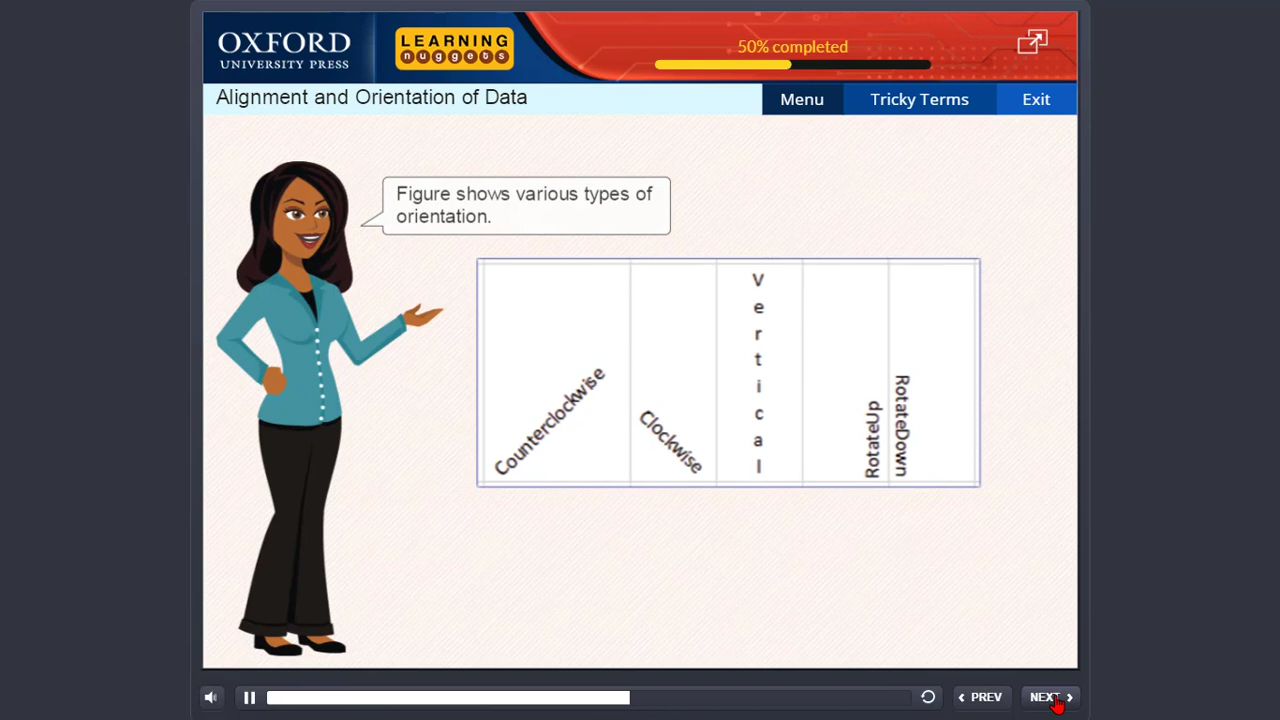 OXFORD
UNIVERSITY PRESS
LEARNING
nuggets
50% completed
Alignment and Orientation of Data
Menu
Tricky Terms
Exit
Figure shows various types of
orientation.
Counterclockwise
Clockwise
Vertical
RotateUp
RotateDown
PREV
NEXT